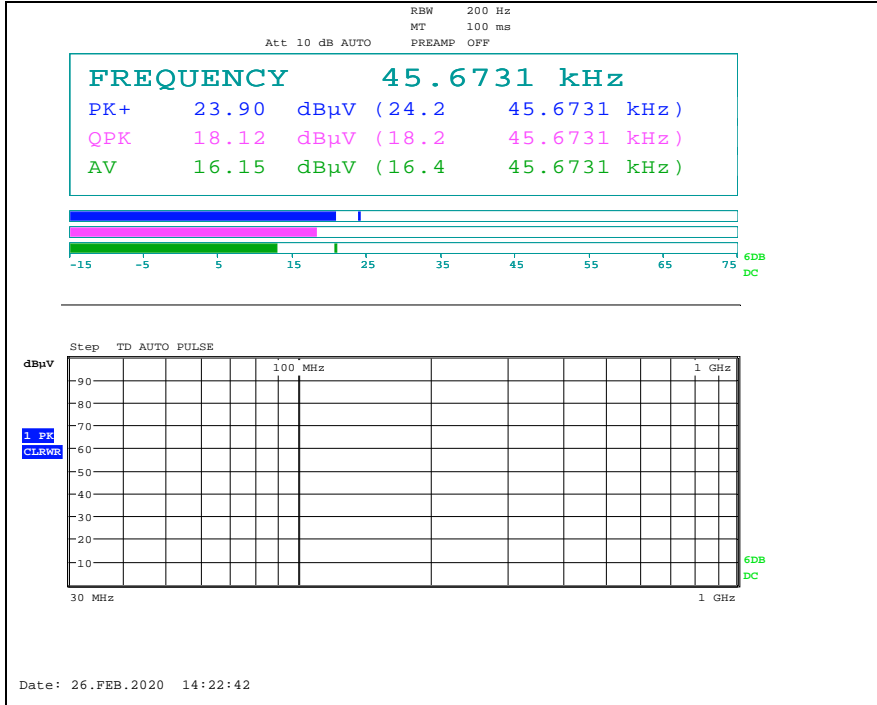 RBW 200 Hz
MT 100 ms
Att 10 dB AUTO PREAMP OFF
FREQUENCY 45.6731 kHz
PK+ 23.90 dBµV (24.2 45.6731 kHz)
QPK 18.12 dBµV (18.2 45.6731 kHz)
AV 16.15 dBµV (16.4 45.6731 kHz)
-15 -5 5 15 25 35 45 55 65 75
6DB
DC
Step TD AUTO PULSE
dBµV
100 MHz 1 GHz
90
80
70
1 PK
CLRWR
60
50
40
30
20
10
6DB
DC
30 MHz 1 GHz
Date: 26.FEB.2020 14:22:42